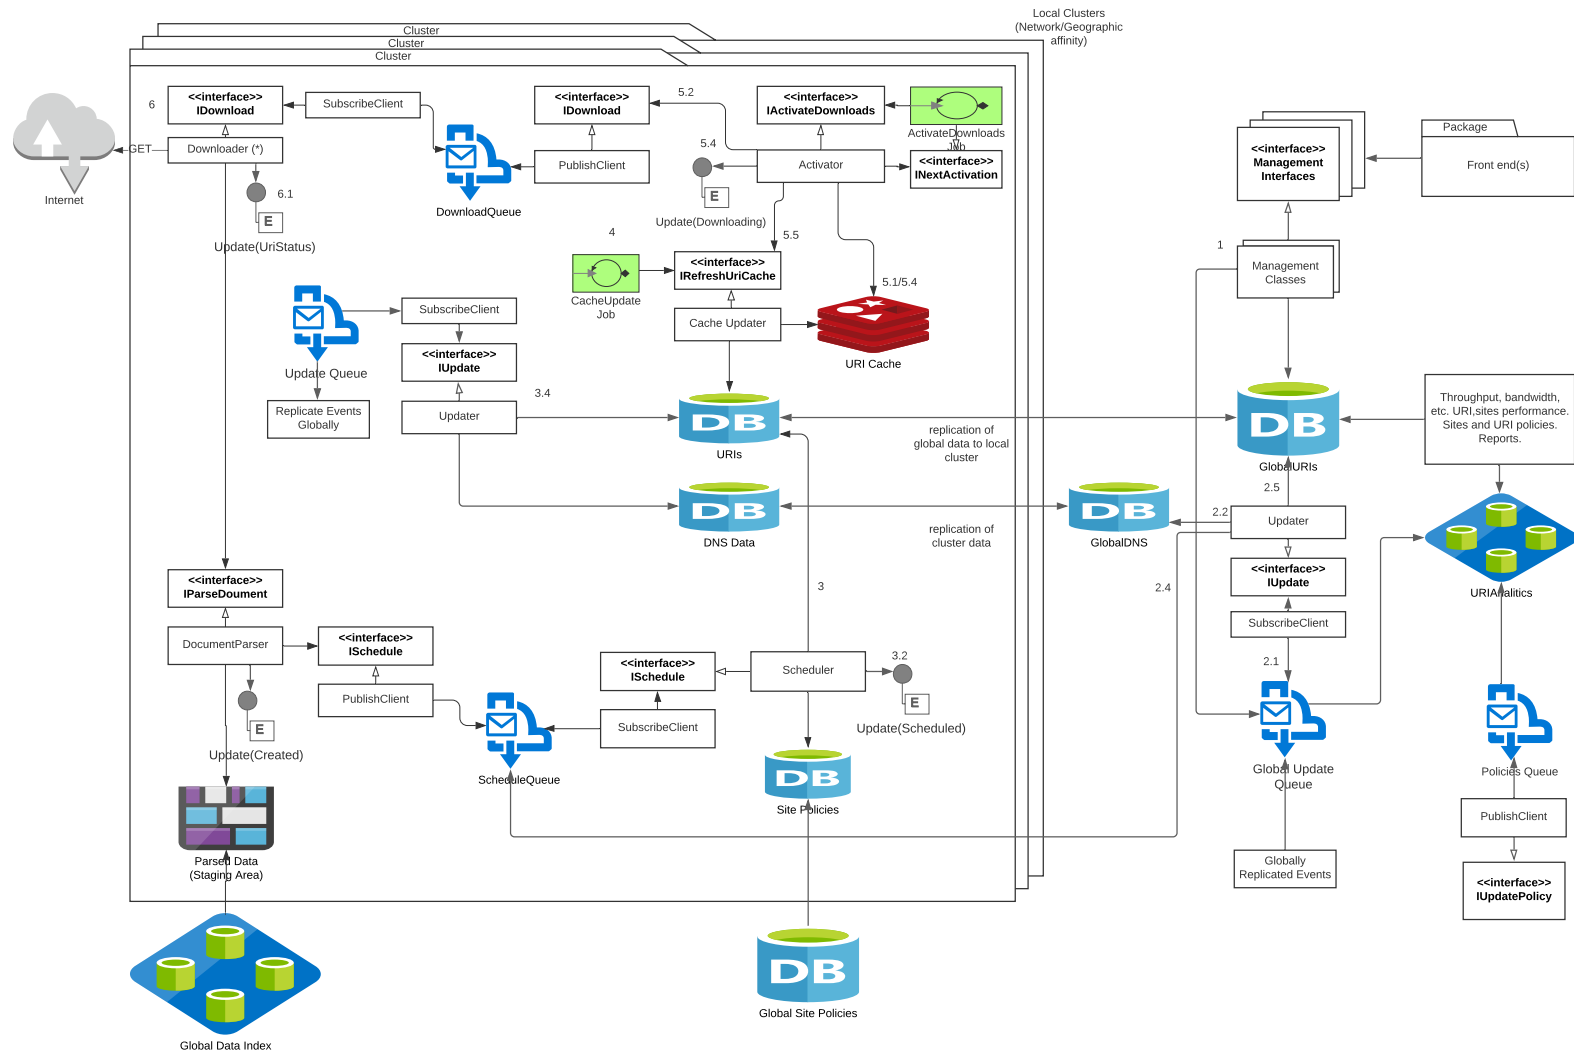 Local Clusters
(Network/Geographic
affinity)
Cluster
Cluster
Cluster
6
<<interface>>
IDownload
SubscribeClient
<<interface>>
IDownload
5.2
<<interface>>
IActivateDownloads
ActivateDownloads
Job
Downloader (*)
GET
Internet
6.1
E
Update(UriStatus)
DownloadQueue
PublishClient
5.4
E
Update(Downloading)
Activator
<<interface>>
INextActivation
<<interface>>
Management
Interfaces
Package
Front end(s)
4
5.5
CacheUpdate
Job
<<interface>>
IRefreshUriCache
5.1/5.4
1
Management
Classes
SubscribeClient
Cache Updater
URI Cache
<<interface>>
IUpdate
Update Queue
Replicate Events
Globally
Updater
3.4
DB
URIs
replication of
global data to local
cluster
DB
GlobalURIs
Throughput, bandwidth,
etc. URI,sites performance.
Sites and URI policies.
Reports.
2.5
DB
DNS Data
replication of
cluster data
DB
GlobalDNS
2.2
Updater
<<interface>>
IParseDoument
3
2.4
<<interface>>
IUpdate
URIAnalitics
DocumentParser
<<interface>>
ISchedule
SubscribeClient
<<interface>>
ISchedule
Scheduler
3.2
2.1
E
Update(Created)
PublishClient
SubscribeClient
E
Update(Scheduled)
ScheduleQueue
DB
Site Policies
Global Update
Queue
Policies Queue
PublishClient
Parsed Data
(Staging Area)
Globally
Replicated Events
<<interface>>
IUpdatePolicy
DB
Global Site Policies
Global Data Index